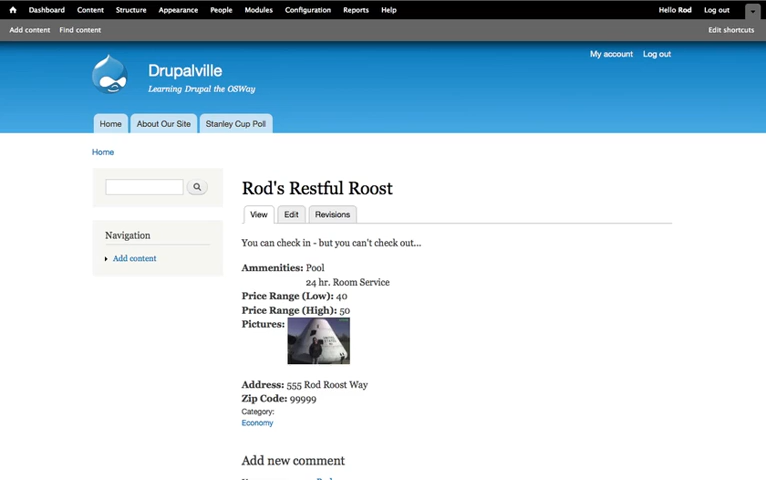 Dashboard Content Structure Appearance People Modules Configuration Reports Help Hello Rod Log out
Add content Find content Edit shortcuts
My account Log out
Drupalville
Learning Drupal the OSWay
Home About Our Site Stanley Cup Poll
Home
Rod's Restful Roost
View Edit Revisions
Navigation
Add content
You can check in - but you can't check out...
Ammenities: Pool
24 hr. Room Service
Price Range (Low): 40
Price Range (High): 50
Pictures:
Address: 555 Rod Roost Way
Zip Code: 99999
Category:
Economy
Add new comment